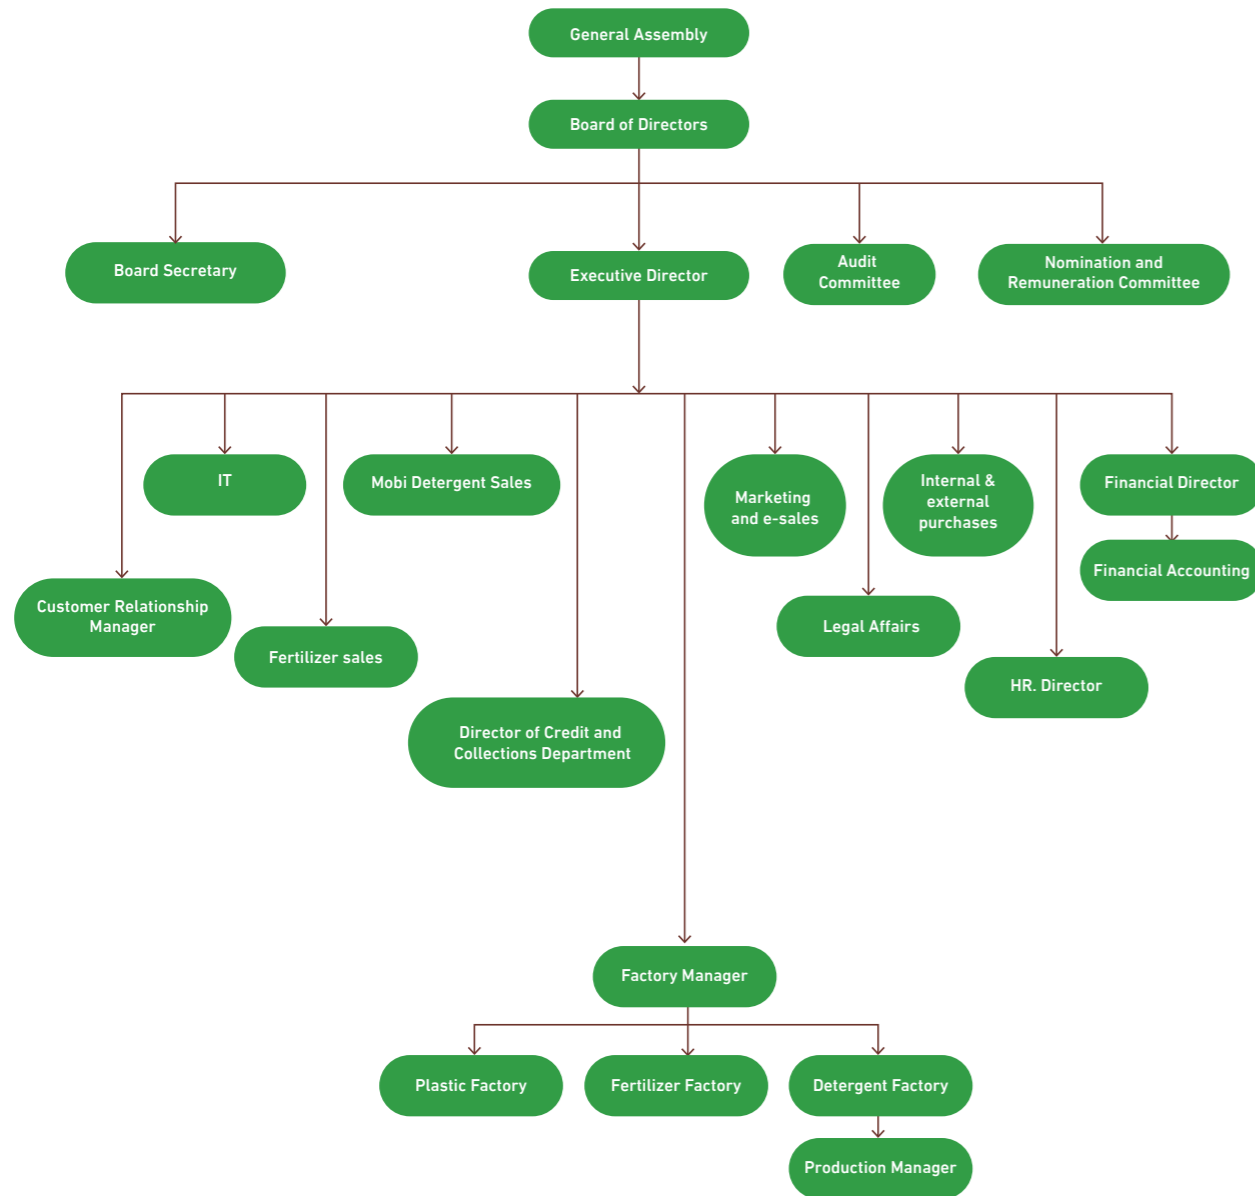 General Assembly
Board of Directors
Board Secretary
Executive Director
Audit
Committee
Nomination and
Remuneration Committee
IT
Mobi Detergent Sales
Marketing
and e-sales
Internal &
external
purchases
Financial Director
Financial Accounting
Customer Relationship
Manager
Fertilizer sales
Legal Affairs
HR. Director
Director of Credit and
Collections Department
Factory Manager
Plastic Factory
Fertilizer Factory
Detergent Factory
Production Manager